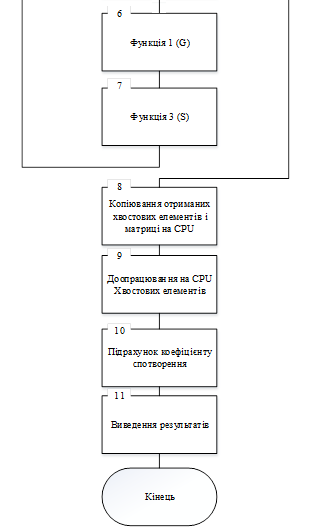 6
Функція 1 (G)
7
Функція 3 (S)
8
Копіювання отриманих
хвостових елементів і
матриці на CPU
9
Доопрацювання на CPU
Хвостових елементів
10
Підрахунок коефіцієнту
спотворення
11
Виведення результатів
Кінець